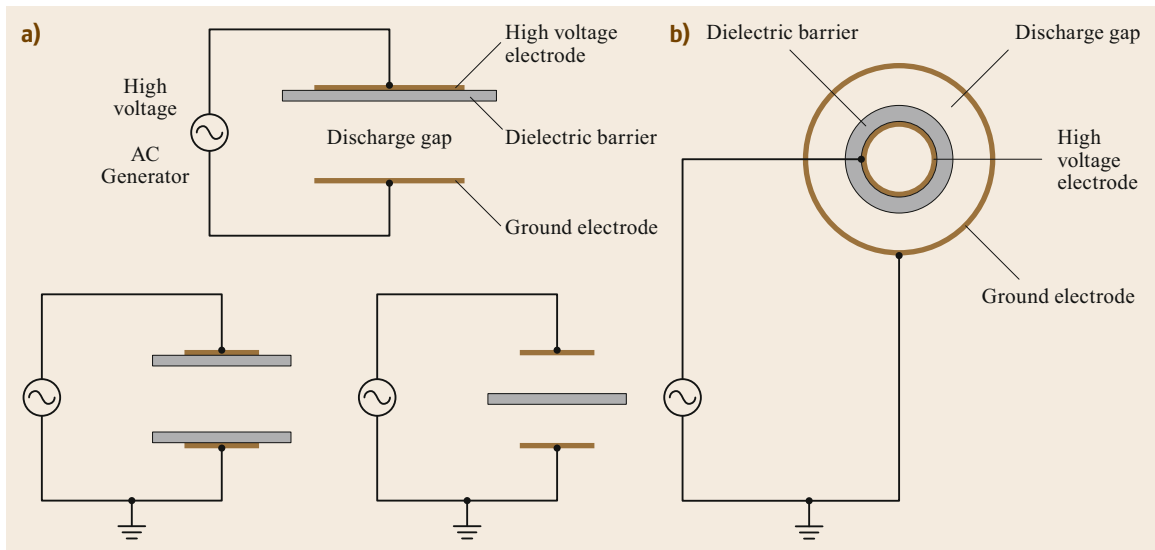 a)
High voltage
electrode
High
voltage
AC
Generator
Discharge gap
Dielectric barrier
Ground electrode
b)
Dielectric barrier
Discharge gap
High
voltage
electrode
Ground electrode